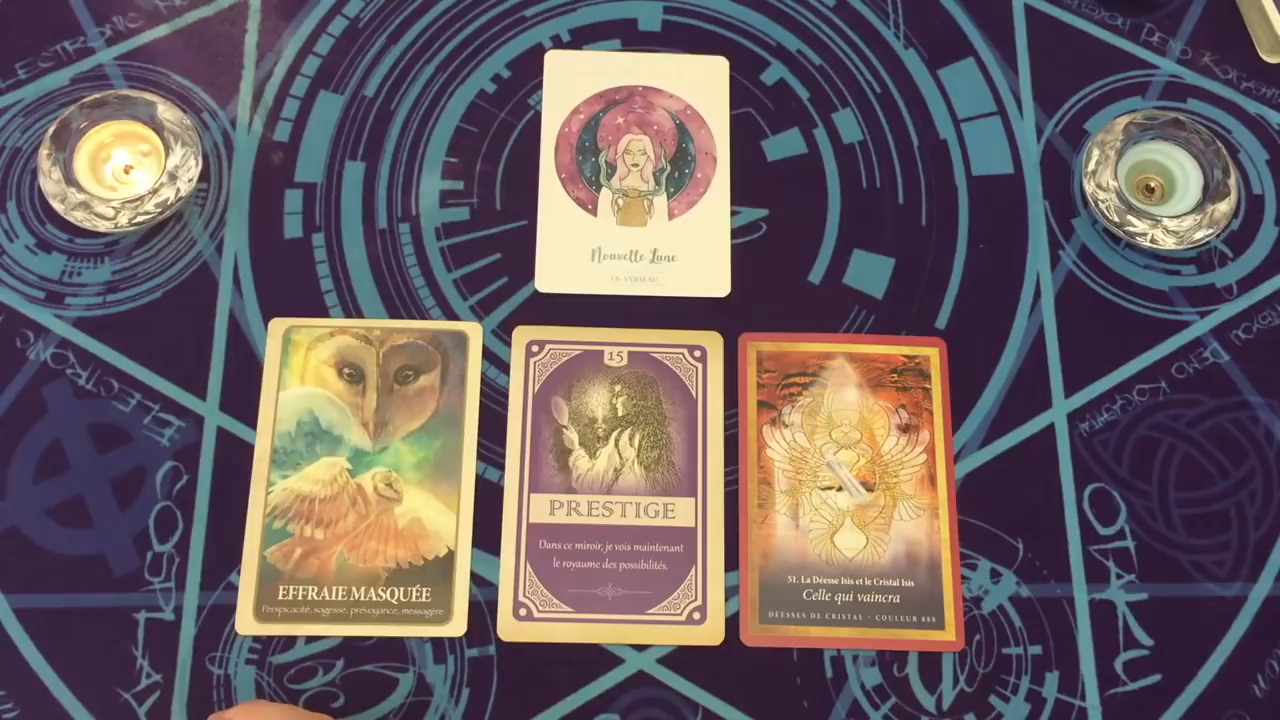 Nouvelle Lune
EN VERSEAU
26
EFFRAIE MASQUÉE
Perspicacité, sagesse, prévoyance, messagère
15
PRESTIGE
Dans ce miroir, je vois maintenant
le royaume des possibilités.
51. La Déesse Isis et le Cristal Isis
Celle qui vaincra
DÉESSES DE CRISTAL - COULEUR 888
ELECTRONIC
ELECTRONIC
COSPLAY
OTAKU